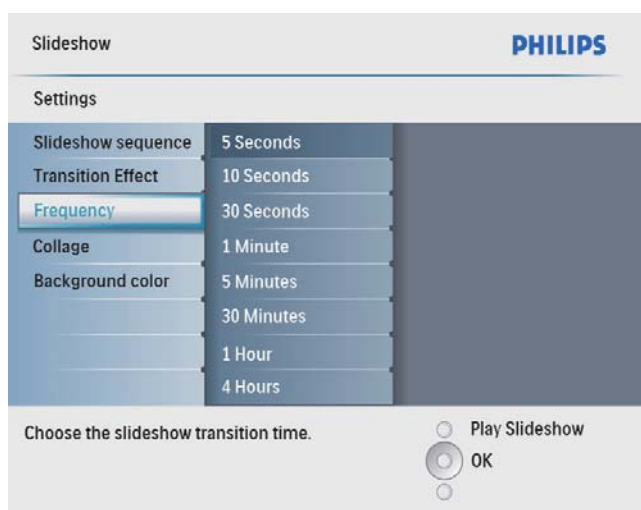 Slideshow
PHILIPS
Settings
Slideshow sequence
Transition Effect
Frequency
Collage
Background color
5 Seconds
10 Seconds
30 Seconds
1 Minute
5 Minutes
30 Minutes
1 Hour
4 Hours
Choose the slideshow transition time.
Play Slideshow
OK